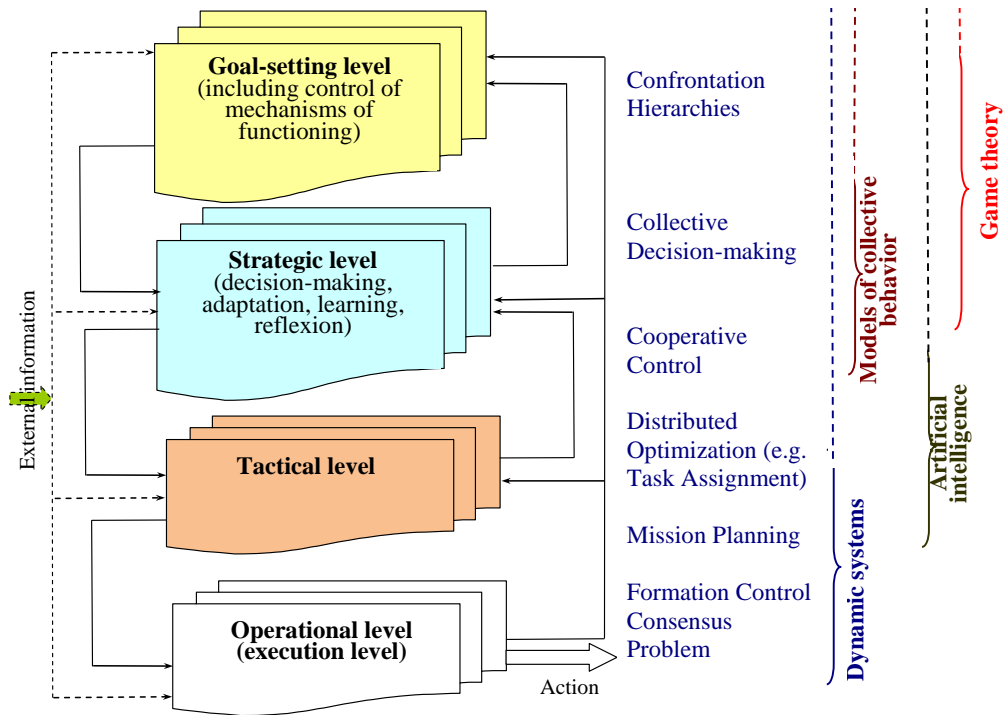 Goal-setting level
(including control of
mechanisms of
functioning)
Strategic level
(decision-making,
adaptation, learning,
reflexion)
Tactical level
Operational level
(execution level)
External information
Action
Confrontation
Hierarchies
Collective
Decision-making
Cooperative
Control
Distributed
Optimization (e.g.
Task Assignment)
Mission Planning
Formation Control
Consensus
Problem
Dynamic systems
Models of collective
behavior
Artificial
intelligence
Game theory